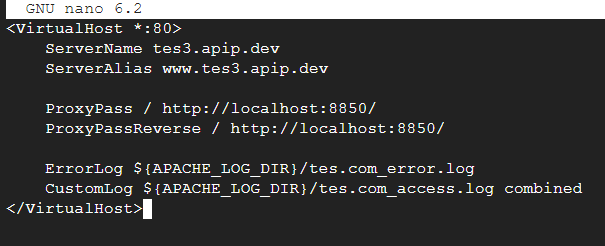 GNU nano 6.2
<VirtualHost *:80>
    ServerName tes3.apip.dev
    ServerAlias www.tes3.apip.dev

    ProxyPass / http://localhost:8850/
    ProxyPassReverse / http://localhost:8850/

    ErrorLog ${APACHE_LOG_DIR}/tes.com_error.log
    CustomLog ${APACHE_LOG_DIR}/tes.com_access.log combined
</VirtualHost>